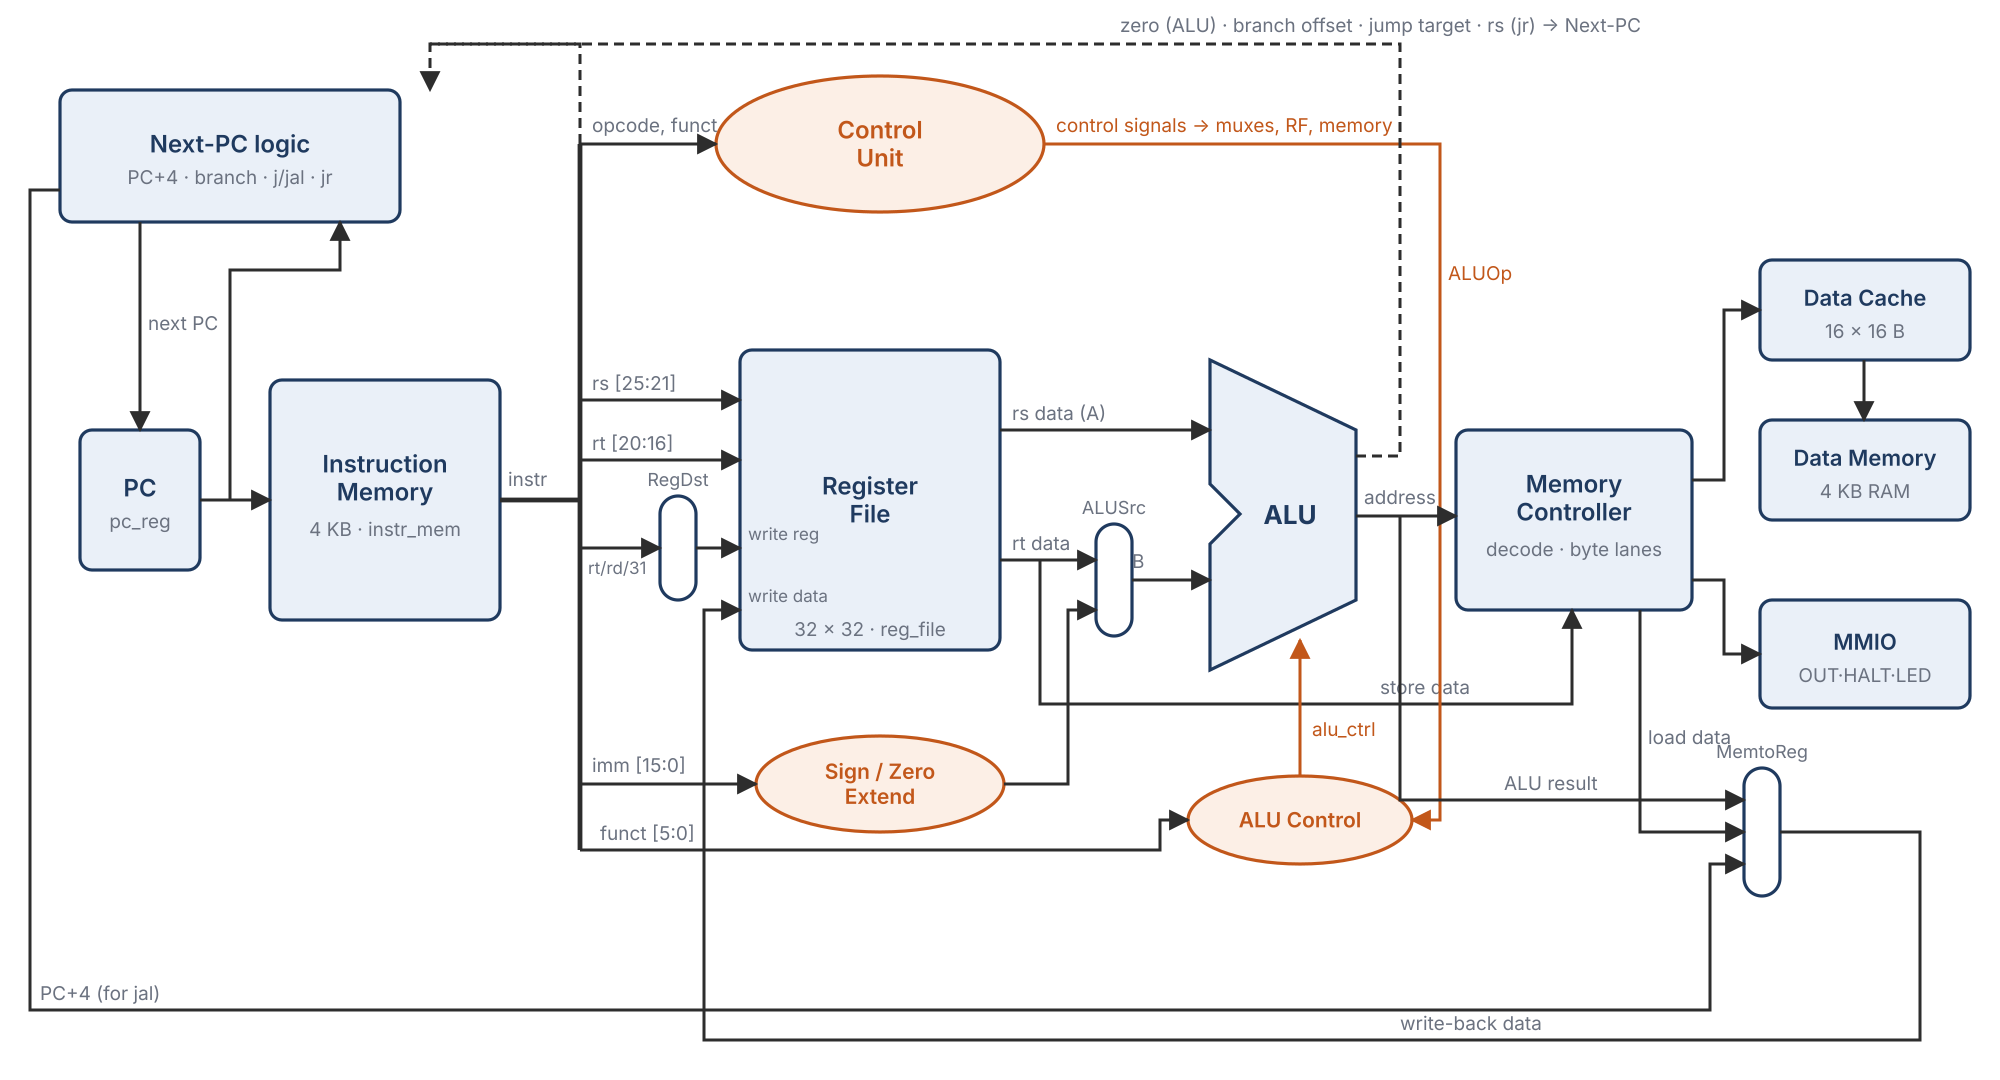 zero (ALU) · branch offset · jump target · rs (jr) → Next-PC
opcode, funct
Control
Unit
control signals → muxes, RF, memory
Next-PC logic
PC+4 · branch · j/jal · jr
ALUOp
next PC
Data Cache
16 × 16 B
rs [25:21]
rs data (A)
rt [20:16]
instr
RegDst
Instruction
Memory
4 KB · instr_mem
PC
pc_reg
Register
File
32 × 32 · reg_file
write reg
write data
rt/rd/31
rt data
ALUSrc
B
ALU
address
Memory
Controller
decode · byte lanes
Data Memory
4 KB RAM
MMIO
OUT·HALT·LED
store data
alu_ctrl
load data
MemtoReg
imm [15:0]
Sign / Zero
Extend
ALU result
funct [5:0]
ALU Control
PC+4 (for jal)
write-back data